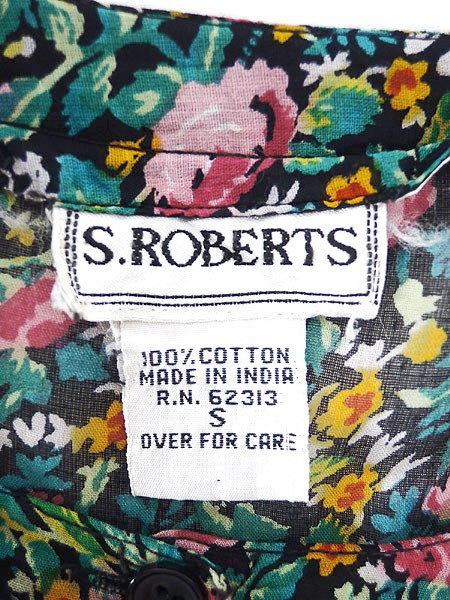 S.ROBERTS
100% COTTON
MADE IN INDIA
R.N. 62313
S
OVER FOR CARE